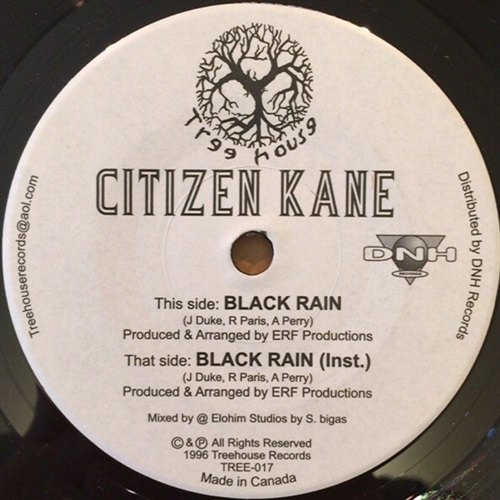 Tree house
CITIZEN KANE
Treehouserecords@aol.com
Distributed by DNH Records
DNH
RECORDS
This side: BLACK RAIN
(J Duke, R Paris, A Perry)
Produced & Arranged by ERF Productions
That side: BLACK RAIN (Inst.)
(J Duke, R Paris, A Perry)
Produced & Arranged by ERF Productions
Mixed by @ Elohim Studios by S. bigas
© & ℗ All Rights Reserved
1996 Treehouse Records
TREE-017
Made in Canada